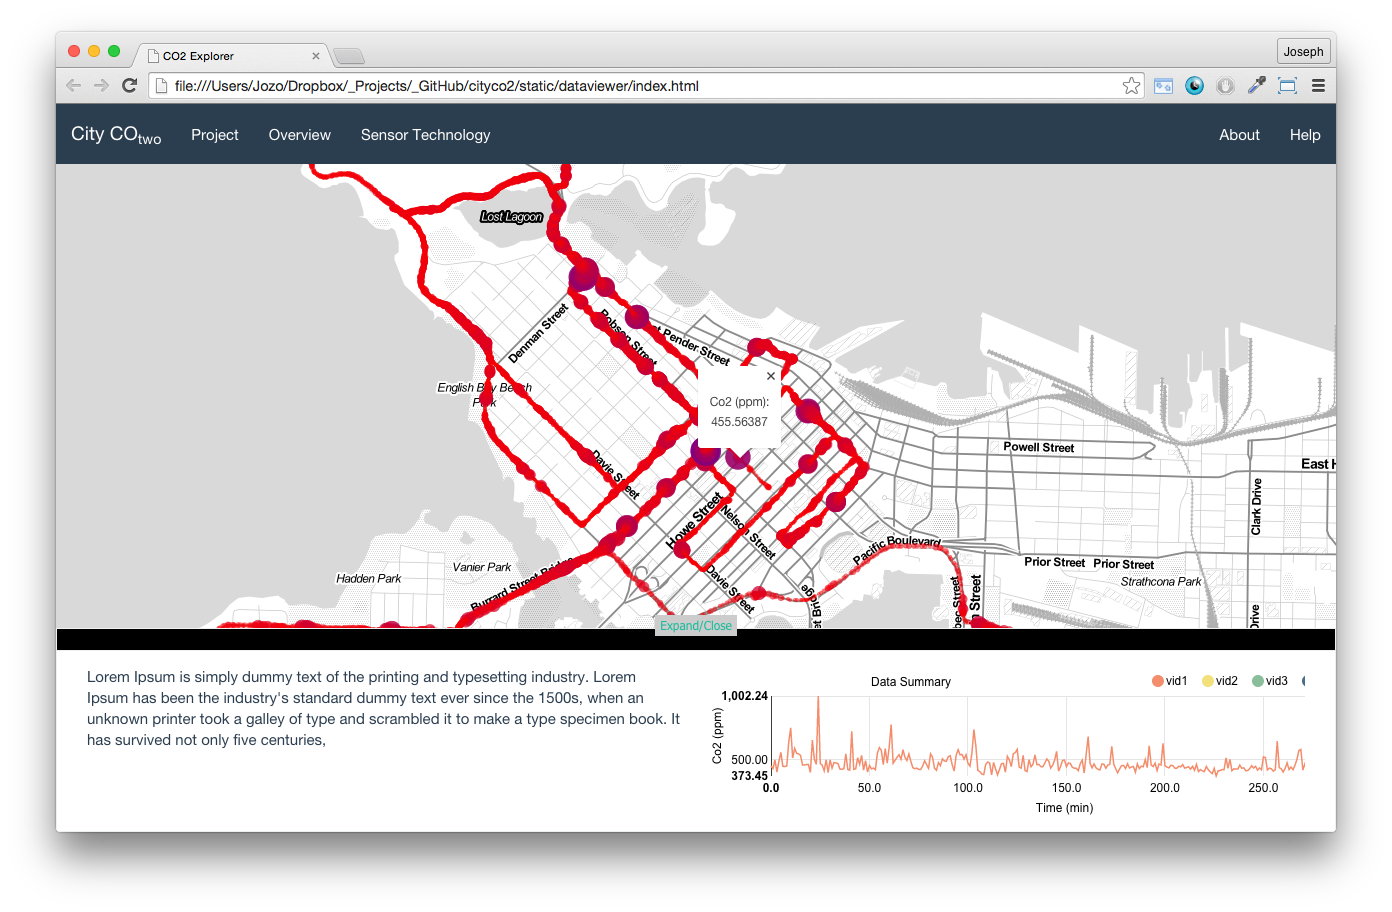 CO2 Explorer
Joseph
file:///Users/Jozo/Dropbox/_Projects/_GitHub/cityco2/static/dataviewer/index.html
City COtwo Project Overview Sensor Technology About Help
Lost Lagoon
Denman Street
Robson Street
Pender Street
English Bay Beach
Park
Co2 (ppm):
455.56387
Powell Street
East H
Clark Drive
Davie Street
Howe Street
Nelson Street
Pacific Boulevard
Prior Street Prior Street
Strathcona Park
Vanier Park
Hadden Park
Burrard Street Bridge
Davie Street
Street
Drive
Expand/Close
Lorem Ipsum is simply dummy text of the printing and typesetting industry. Lorem
Ipsum has been the industry's standard dummy text ever since the 1500s, when an
unknown printer took a galley of type and scrambled it to make a type specimen book. It
has survived not only five centuries,
Data Summary
vid1 vid2 vid3
1,002.24
500.00
373.45
Co2 (ppm)
0.0 50.0 100.0 150.0 200.0 250.0
Time (min)